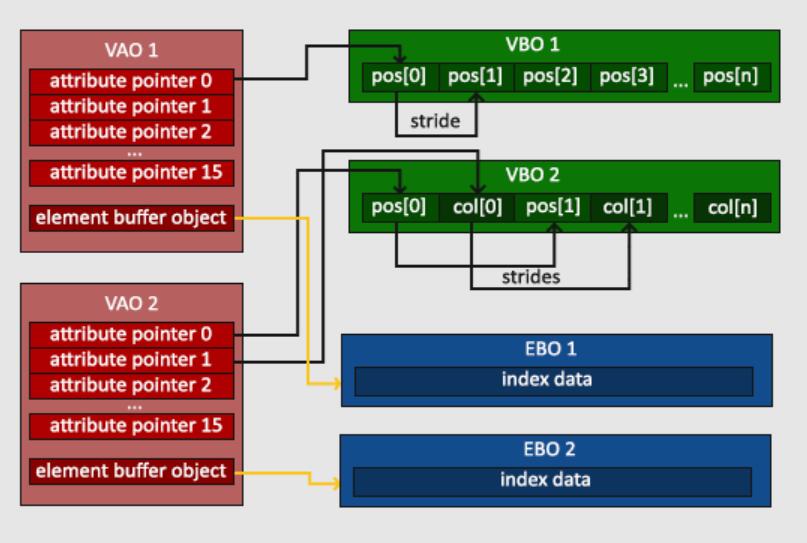 VAO 1
attribute pointer 0
attribute pointer 1
attribute pointer 2
...
attribute pointer 15
element buffer object
VBO 1
pos[0] pos[1] pos[2] pos[3] ... pos[n]
stride
VBO 2
pos[0] col[0] pos[1] col[1] ... col[n]
strides
VAO 2
attribute pointer 0
attribute pointer 1
attribute pointer 2
...
attribute pointer 15
element buffer object
EBO 1
index data
EBO 2
index data